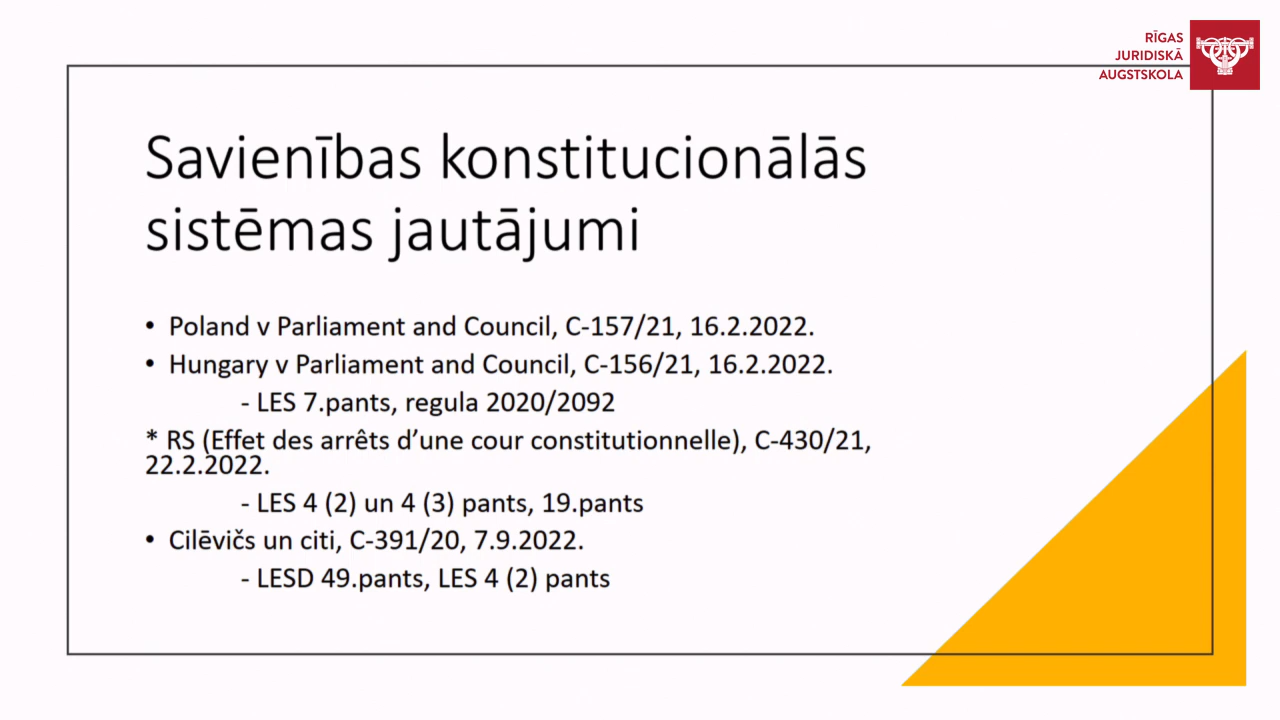 RĪGAS
JURIDISKĀ
AUGSTSKOLA
Savienības konstitucionālās
sistēmas jautājumi
• Poland v Parliament and Council, C-157/21, 16.2.2022.
• Hungary v Parliament and Council, C-156/21, 16.2.2022.
- LES 7.pants, regula 2020/2092
* RS (Effet des arrêts d’une cour constitutionnelle), C-430/21,
22.2.2022.
- LES 4 (2) un 4 (3) pants, 19.pants
• Cilēvičs un citi, C-391/20, 7.9.2022.
- LESD 49.pants, LES 4 (2) pants